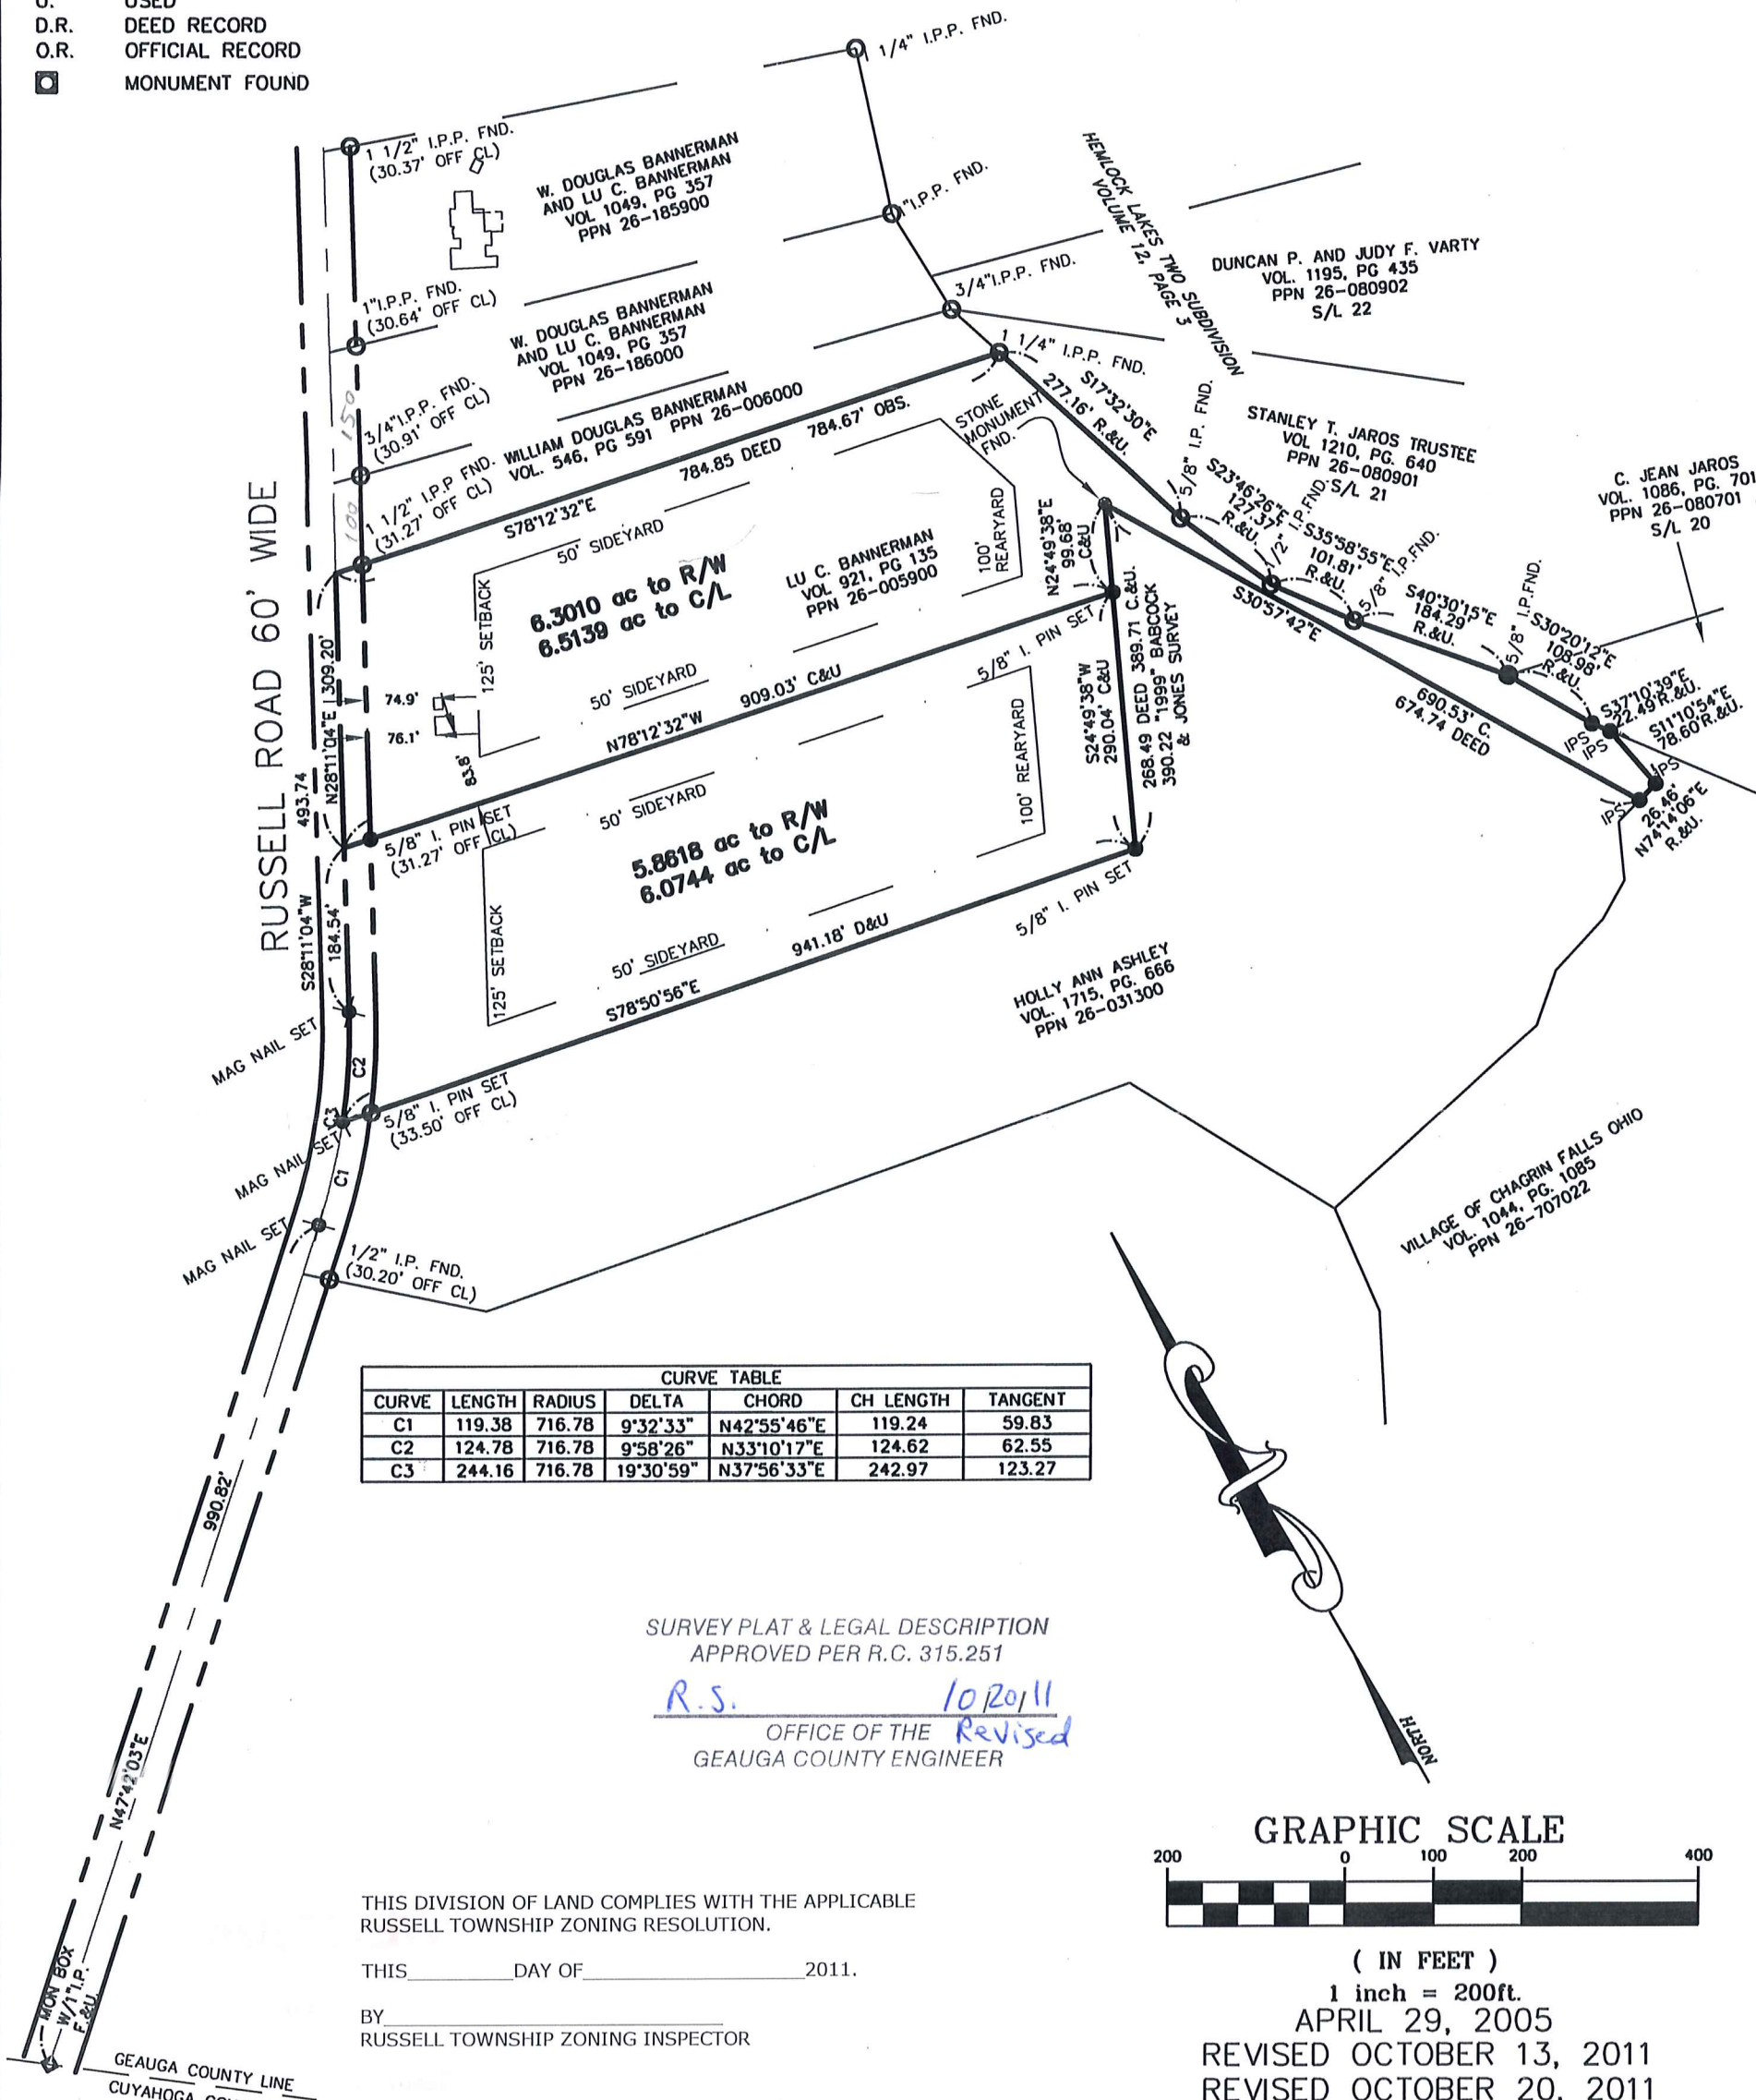 U. USED
D.R. DEED RECORD
O.R. OFFICIAL RECORD
MONUMENT FOUND
1/4" I.P.P. FND.
1 1/2" I.P.P. FND.
(30.37' OFF CL)
W. DOUGLAS BANNERMAN
AND LU C. BANNERMAN
VOL 1049, PG 357
PPN 26-185900
1"I.P.P. FND.
HEMLOCK LAKES TWO SUBDIVISION
VOLUME 12, PAGE 3
DUNCAN P. AND JUDY F. VARTY
VOL. 1195, PG 435
PPN 26-080902
S/L 22
3/4"I.P.P. FND.
1"I.P.P. FND.
(30.64' OFF CL)
W. DOUGLAS BANNERMAN
AND LU C. BANNERMAN
VOL 1049, PG 357
PPN 26-186000
1 1/4" I.P.P. FND.
150
3/4"I.P.P. FND.
(30.91' OFF CL)
WILLIAM DOUGLAS BANNERMAN
VOL. 546, PG 591 PPN 26-006000
100
1 1/2" I.P.P FND.
(31.27' OFF CL)
S78°12'32"E
784.85 DEED
784.67' OBS.
STONE
MONUMENT
FND.
S17°32'30"E
277.16' R.&U.
5/8" I.P. FND.
STANLEY T. JAROS TRUSTEE
VOL 1210, PG. 640
PPN 26-080901
S/L 21
C. JEAN JAROS
VOL. 1086, PG. 701
PPN 26-080701
S/L 20
S23°46'26"E
127.37'
R.&U.
1/2" I.P.FND.
S35°58'55"E
101.81'
R.&U.
5/8" I.P.FND.
S40°30'15"E
184.29'
R.&U.
5/8" I.P.FND.
S30°20'12"E
108.98'
R.&U.
S37°10'39"E
22.49'R.&U.
S11°10'54"E
78.60'R.&U.
IPS
IPS
IPS
IPS
26.46'
N74°14'06"E
R.&U.
S30°57'42"E
690.53' C.
674.74 DEED
RUSSELL ROAD 60' WIDE
50' SIDEYARD
125' SETBACK
6.3010 ac to R/W
6.5139 ac to C/L
LU C. BANNERMAN
VOL 921, PG 135
PPN 26-005900
100'
REARYARD
N24°49'38"E
99.68'
C&U
N28°11'04"E 309.20'
74.9'
76.1'
83.8'
50' SIDEYARD
909.03' C&U
N78°12'32"W
5/8" I. PIN SET
S24°49'38"W
290.04' C&U
268.49 DEED 389.71 C.&U.
390.22 "1999" BABCOCK
& JONES SURVEY
493.74
S28°11'04"W
184.54'
5/8" I. PIN SET
(31.27' OFF CL)
50' SIDEYARD
100' REARYARD
5.8618 ac to R/W
6.0744 ac to C/L
125' SETBACK
50' SIDEYARD
941.18' D&U
S78°50'56"E
5/8" I. PIN SET
HOLLY ANN ASHLEY
VOL. 1715, PG. 666
PPN 26-031300
MAG NAIL SET
C2
C3
5/8" I. PIN SET
(33.50' OFF CL)
MAG NAIL SET
C1
MAG NAIL SET
1/2" I.P. FND.
(30.20' OFF CL)
VILLAGE OF CHAGRIN FALLS OHIO
VOL. 1044, PG. 1085
PPN 26-707022
CURVE TABLE
CURVE LENGTH RADIUS DELTA CHORD CH LENGTH TANGENT
C1 119.38 716.78 9°32'33" N42°55'46"E 119.24 59.83
C2 124.78 716.78 9°58'26" N33°10'17"E 124.62 62.55
C3 244.16 716.78 19°30'59" N37°56'33"E 242.97 123.27
990.82'
N47°42'03"E
SURVEY PLAT & LEGAL DESCRIPTION
APPROVED PER R.C. 315.251
R.S. 10/20/11
OFFICE OF THE Revised
GEAUGA COUNTY ENGINEER
NORTH
GRAPHIC SCALE
200 0 100 200 400
( IN FEET )
1 inch = 200ft.
APRIL 29, 2005
REVISED OCTOBER 13, 2011
REVISED OCTOBER 20, 2011
THIS DIVISION OF LAND COMPLIES WITH THE APPLICABLE
RUSSELL TOWNSHIP ZONING RESOLUTION.
THIS DAY OF 2011.
BY
RUSSELL TOWNSHIP ZONING INSPECTOR
MON BOX
W/1"I.P.
F.&U.
GEAUGA COUNTY LINE
CUYAHOGA